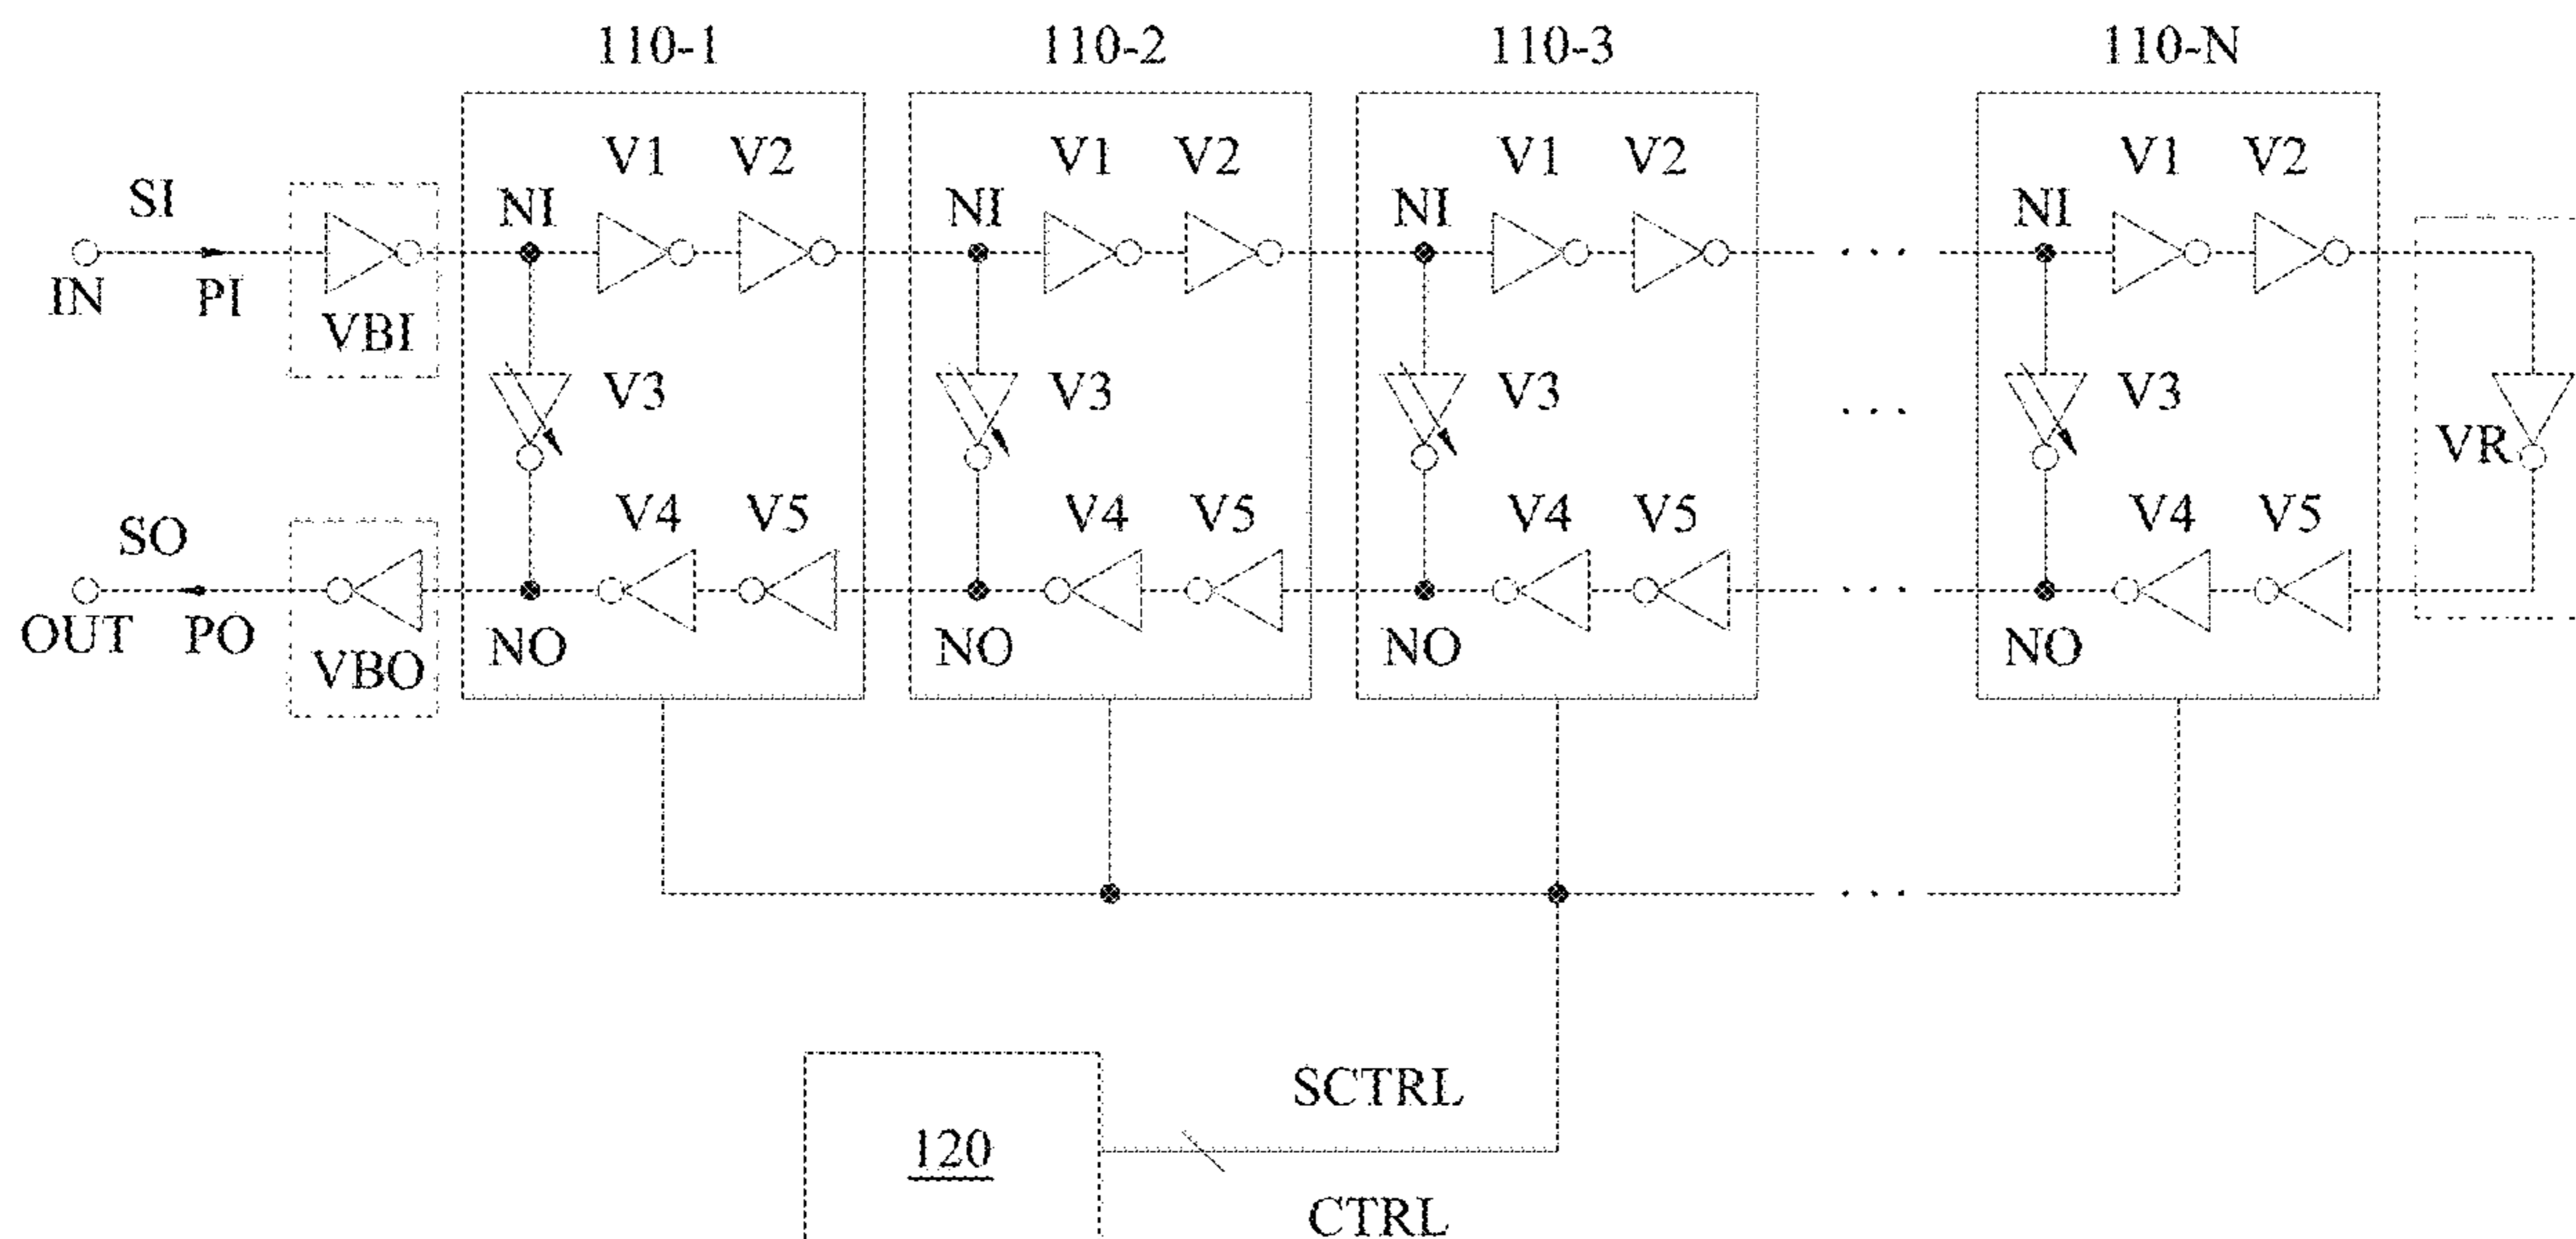 110-1 110-2 110-3 110-N
V1 V2 V1 V2 V1 V2 V1 V2
SI NI NI NI NI
IN PI VBI
V3 V3 V3 ... V3 VR
V4 V5 V4 V5 V4 V5 V4 V5
SO
OUT PO VBO NO NO NO NO
SCTRL
120
CTRL